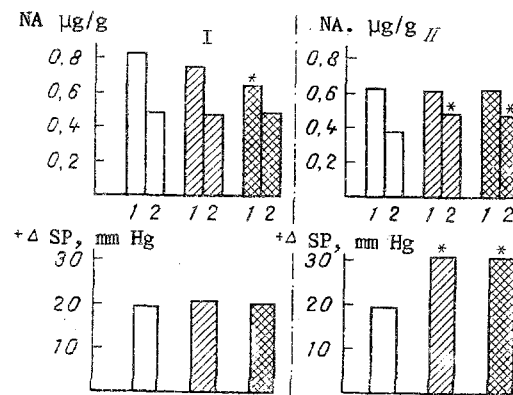 NA μg/g
I
0,8
0,6
0,4
0,2
*
1 2 1 2 1 2
NA. μg/g II
0,8
0,6
0,4
0,2
* *
1 2 1 2 1 2
+Δ SP, mm Hg
30
20
10
+Δ SP, mm Hg
30
20
10
* *